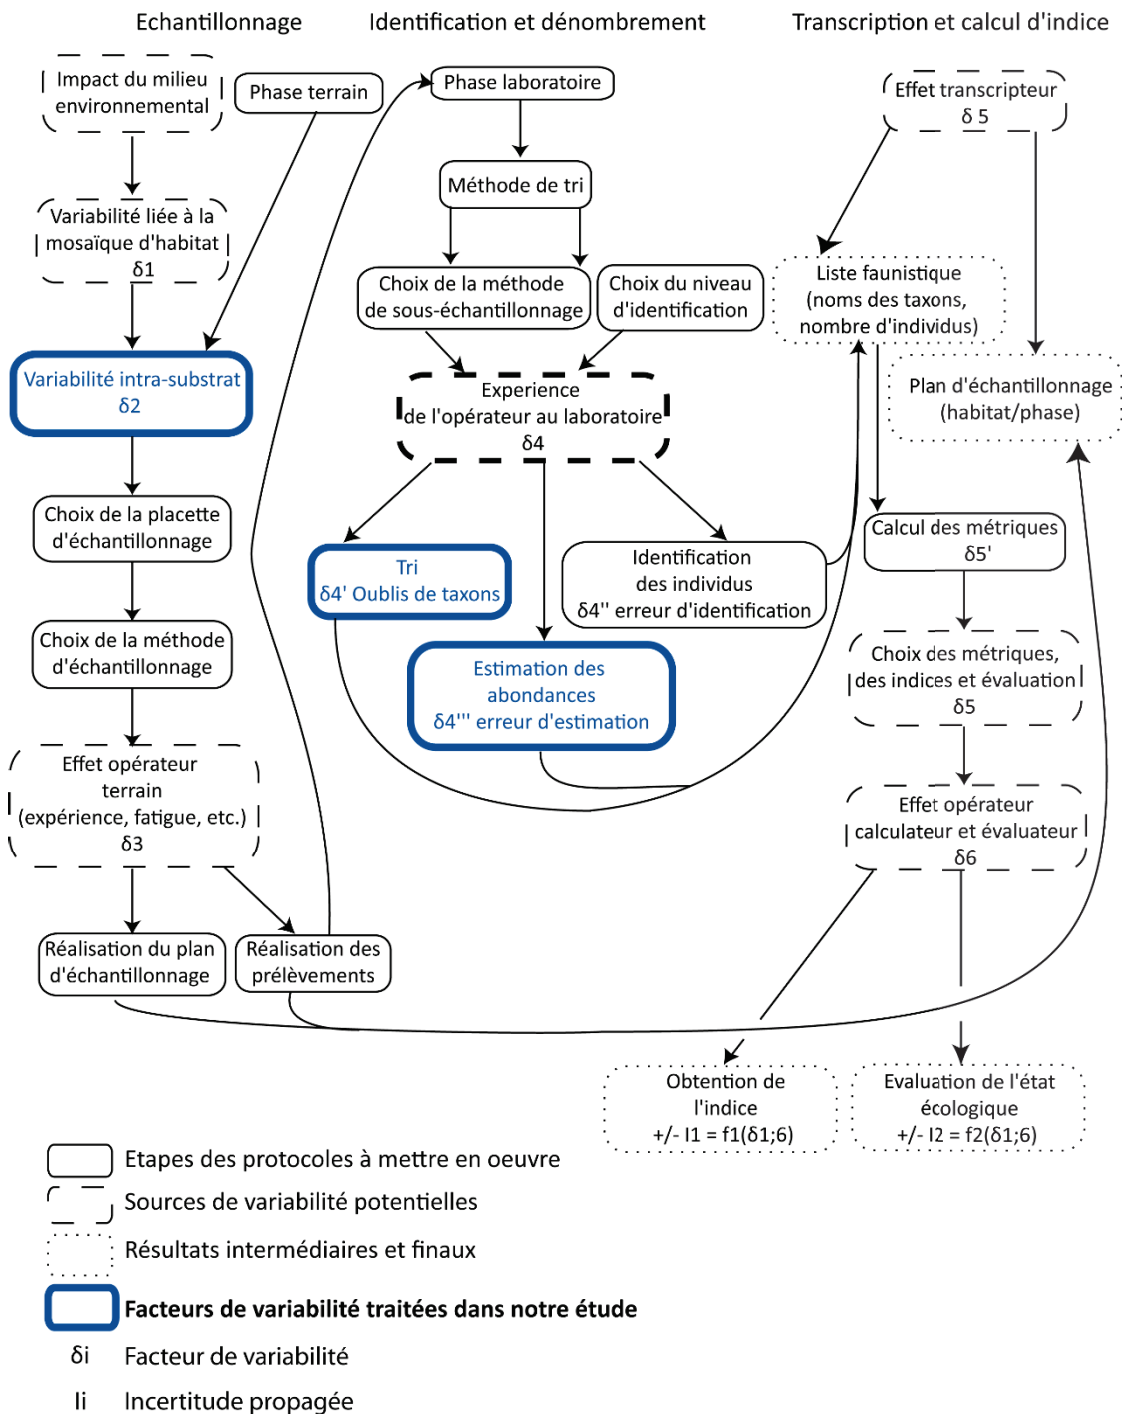 Echantillonnage
Impact du milieu
environnemental
Phase terrain
Variabilité liée à la
mosaïque d'habitat
δ1
Variabilité intra-substrat
δ2
Choix de la placette
d'échantillonnage
Choix de la méthode
d'échantillonnage
Effet opérateur
terrain
(expérience, fatigue, etc.)
δ3
Réalisation du plan
d'échantillonnage
Réalisation des
prélèvements
Identification et dénombrement
Phase laboratoire
Méthode de tri
Choix de la méthode
de sous-échantillonnage
Choix du niveau
d'identification
Experience
de l'opérateur au laboratoire
δ4
Tri
δ4' Oublis de taxons
Identification
des individus
δ4'' erreur d'identification
Estimation des
abondances
δ4''' erreur d'estimation
Transcription et calcul d'indice
Effet transcripteur
δ 5
Liste faunistique
(noms des taxons,
nombre d'individus)
Plan d'échantillonnage
(habitat/phase)
Calcul des métriques
δ5'
Choix des métriques,
des indices et évaluation
δ5
Effet opérateur
calculateur et évaluateur
δ6
Obtention de
l'indice
+/- I1 = f1(δ1;6)
Evaluation de l'état
écologique
+/- I2 = f2(δ1;6)
Etapes des protocoles à mettre en oeuvre
Sources de variabilité potentielles
Résultats intermédiaires et finaux
Facteurs de variabilité traitées dans notre étude
δi Facteur de variabilité
Ii Incertitude propagée